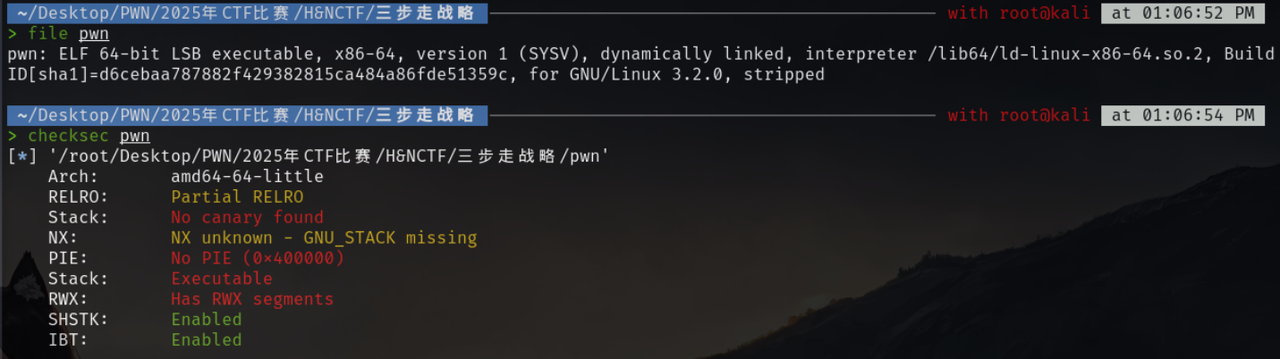 ~/Desktop/PWN/2025年CTF比赛/H&NCTF/三步走战略 with root@kali at 01:06:52 PM
> file pwn
pwn: ELF 64-bit LSB executable, x86-64, version 1 (SYSV), dynamically linked, interpreter /lib64/ld-linux-x86-64.so.2, Build
ID[sha1]=d6cebaa787882f429382815ca484a86fde51359c, for GNU/Linux 3.2.0, stripped
~/Desktop/PWN/2025年CTF比赛/H&NCTF/三步走战略 with root@kali at 01:06:54 PM
> checksec pwn
[*] '/root/Desktop/PWN/2025年CTF比赛/H&NCTF/三步走战略/pwn'
Arch: amd64-64-little
RELRO: Partial RELRO
Stack: No canary found
NX: NX unknown - GNU_STACK missing
PIE: No PIE (0×400000)
Stack: Executable
RWX: Has RWX segments
SHSTK: Enabled
IBT: Enabled